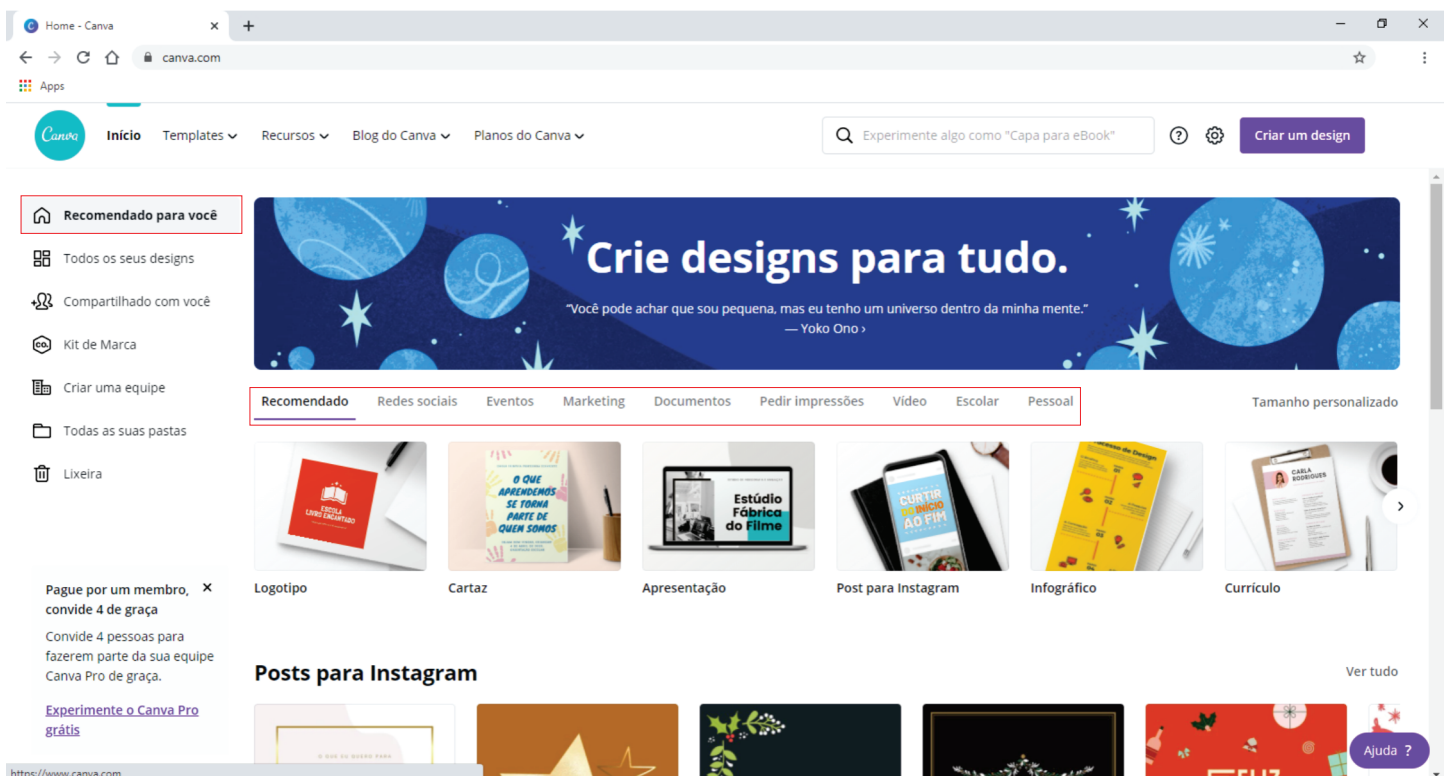 Home - Canva
canva.com
Apps
Canva
Início Templates Recursos Blog do Canva Planos do Canva
Experimente algo como "Capa para eBook"
Criar um design
Recomendado para você
Todos os seus designs
Compartilhado com você
CO.
Kit de Marca
Criar uma equipe
Todas as suas pastas
Lixeira
Pague por um membro,
convide 4 de graça
Convide 4 pessoas para
fazerem parte da sua equipe
Canva Pro de graça.
Experimente o Canva Pro
grátis
Crie designs para tudo.
“Você pode achar que sou pequena, mas eu tenho um universo dentro da minha mente.”
— Yoko Ono ›
Recomendado Redes sociais Eventos Marketing Documentos Pedir impressões Vídeo Escolar Pessoal
Tamanho personalizado
ESCOLA
LIVRO ENCANTADO
O QUE
APRENDEMOS
SE TORNA
PARTE DE
QUEM SOMOS
Estúdio
Fábrica
do Filme
CURTIR
DO INÍCIO
AO FIM
CARLA
RODRIGUES
Logotipo
Cartaz
Apresentação
Post para Instagram
Infográfico
Currículo
Posts para Instagram
Ver tudo
O QUE EU QUERO PARA
Ajuda ?
https://www.canva.com